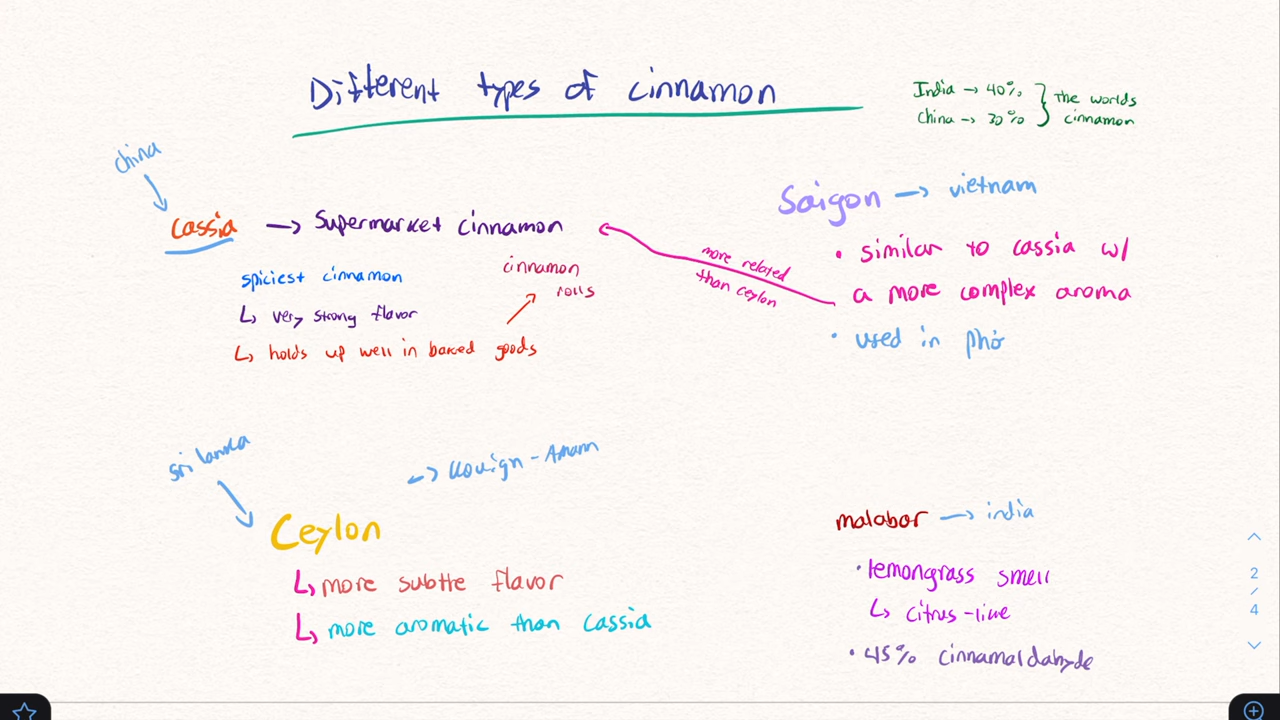 Different types of cinnamon
India → 40%
China → 30%
} the worlds
cinnamon
china
cassia → Supermarket cinnamon
spiciest cinnamon
↳ very strong flavor
↳ holds up well in baked goods
cinnamon
rolls
more related
than ceylon
Saigon → vietnam
• similar to cassia w/
a more complex aroma
• used in phở
sri lanka
Ceylon
↳ Kouign-Amann
↳ more subtle flavor
↳ more aromatic than cassia
malabor → india
• lemongrass smell
↳ citrus-like
• 45% cinnamaldahyde
2
/
4